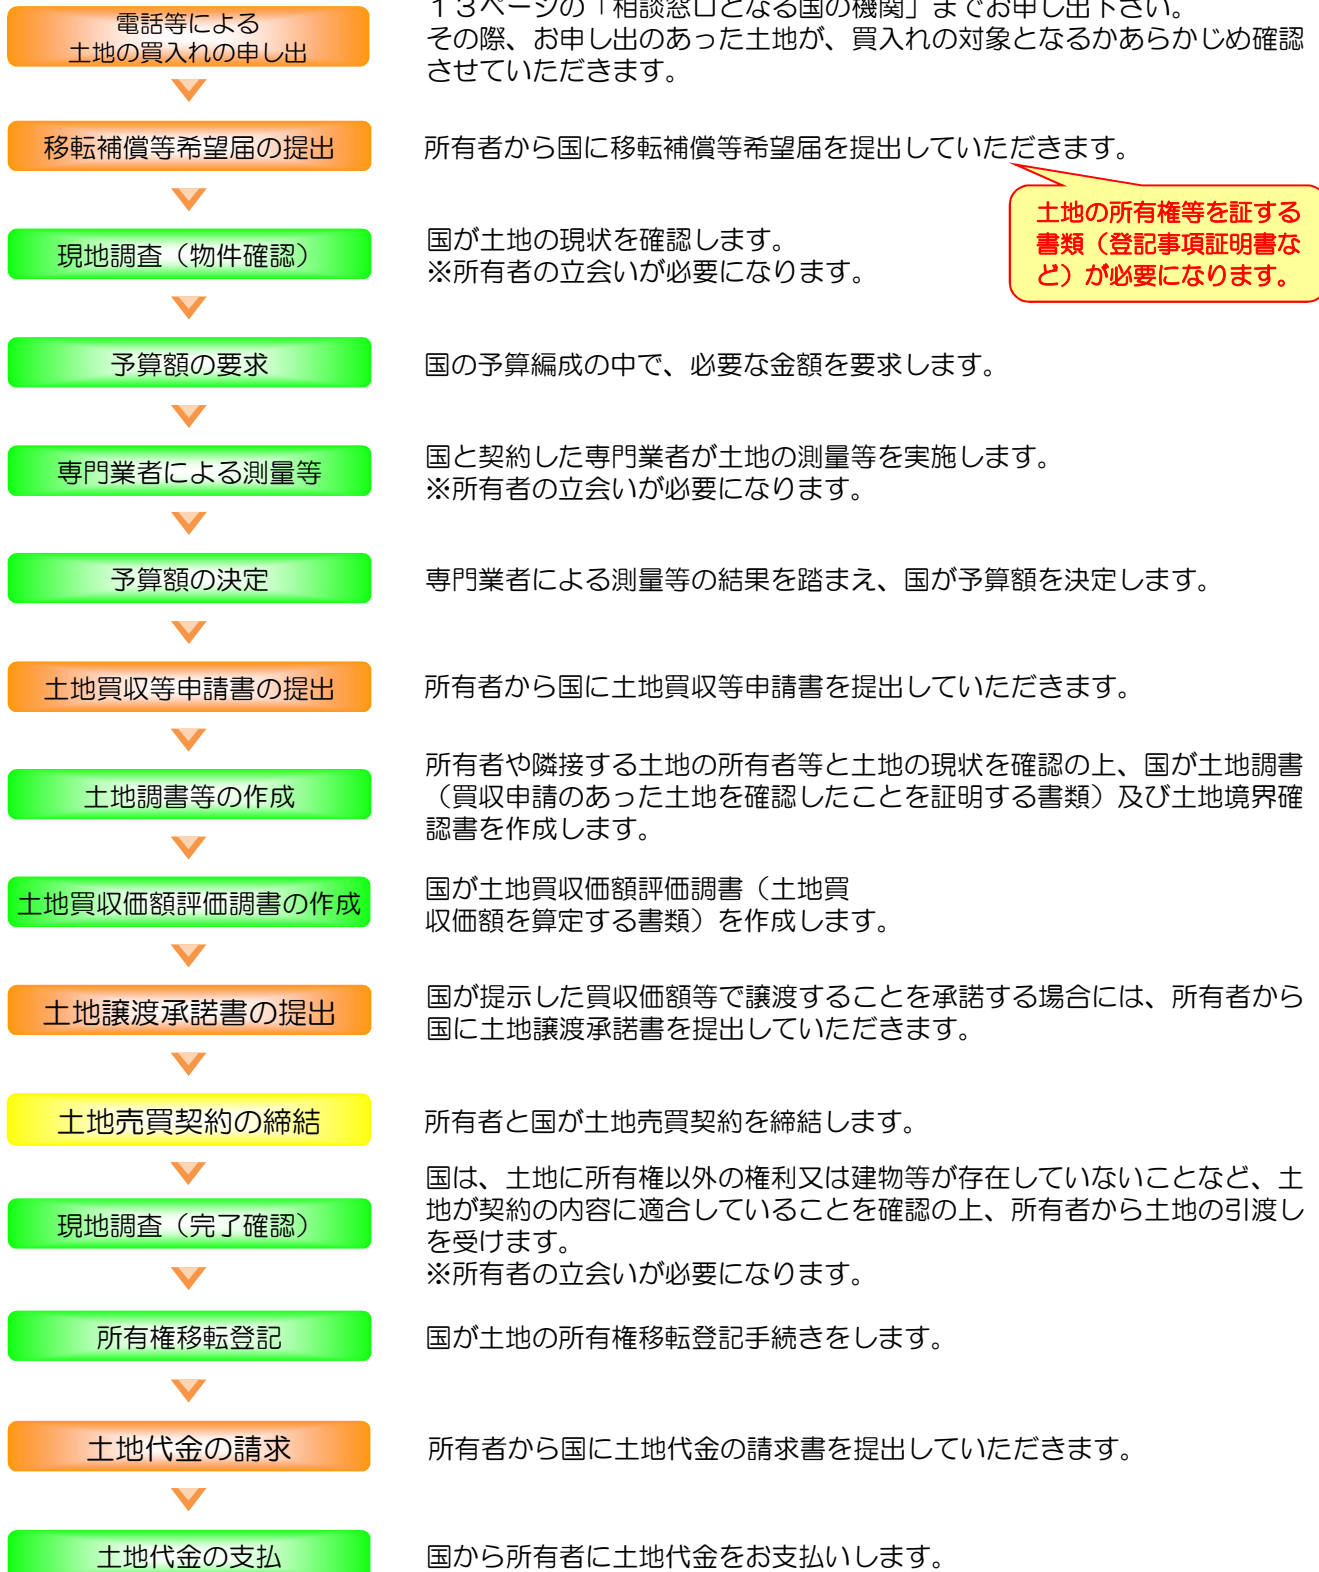 電話等による
土地の買入れの申し出
13ページの「相談窓口となる国の機関」までお申し出下さい。
その際、お申し出のあった土地が、買入れの対象となるかあらかじめ確認
させていただきます。
移転補償等希望届の提出
所有者から国に移転補償等希望届を提出していただきます。
土地の所有権等を証する
書類（登記事項証明書な
ど）が必要になります。
現地調査（物件確認）
国が土地の現状を確認します。
※所有者の立会いが必要になります。
予算額の要求
国の予算編成の中で、必要な金額を要求します。
専門業者による測量等
国と契約した専門業者が土地の測量等を実施します。
※所有者の立会いが必要になります。
予算額の決定
専門業者による測量等の結果を踏まえ、国が予算額を決定します。
土地買収等申請書の提出
所有者から国に土地買収等申請書を提出していただきます。
土地調書等の作成
所有者や隣接する土地の所有者等と土地の現状を確認の上、国が土地調書
（買収申請のあった土地を確認したことを証明する書類）及び土地境界確
認書を作成します。
土地買収価額評価調書の作成
国が土地買収価額評価調書（土地買
収価額を算定する書類）を作成します。
土地譲渡承諾書の提出
国が提示した買収価額等で譲渡することを承諾する場合には、所有者から
国に土地譲渡承諾書を提出していただきます。
土地売買契約の締結
所有者と国が土地売買契約を締結します。
現地調査（完了確認）
国は、土地に所有権以外の権利又は建物等が存在していないことなど、土
地が契約の内容に適合していることを確認の上、所有者から土地の引渡し
を受けます。
※所有者の立会いが必要になります。
所有権移転登記
国が土地の所有権移転登記手続きをします。
土地代金の請求
所有者から国に土地代金の請求書を提出していただきます。
土地代金の支払
国から所有者に土地代金をお支払いします。